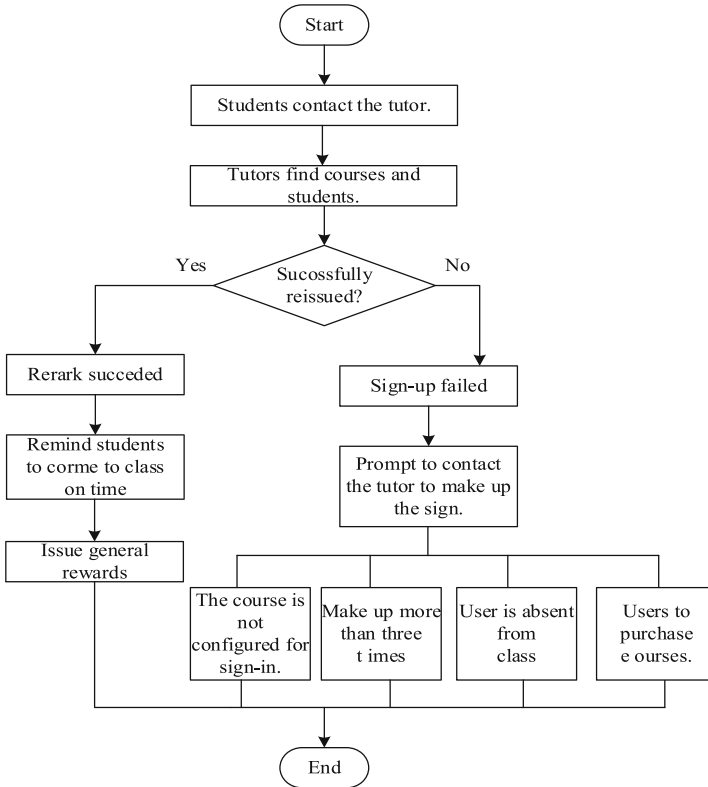 Start
Students contact the tutor.
Tutors find courses and
students.
Yes
No
Sucossfully
reissued?
Rerark succeded
Sign-up failed
Remind students
to corme to class
on time
Prompt to contact
the tutor to make up
the sign.
Issue general
rewards
The course is
not
configured for
sign-in.
Make up more
than three
t imes
User is absent
from
class
Users to
purchase
e ourses.
End